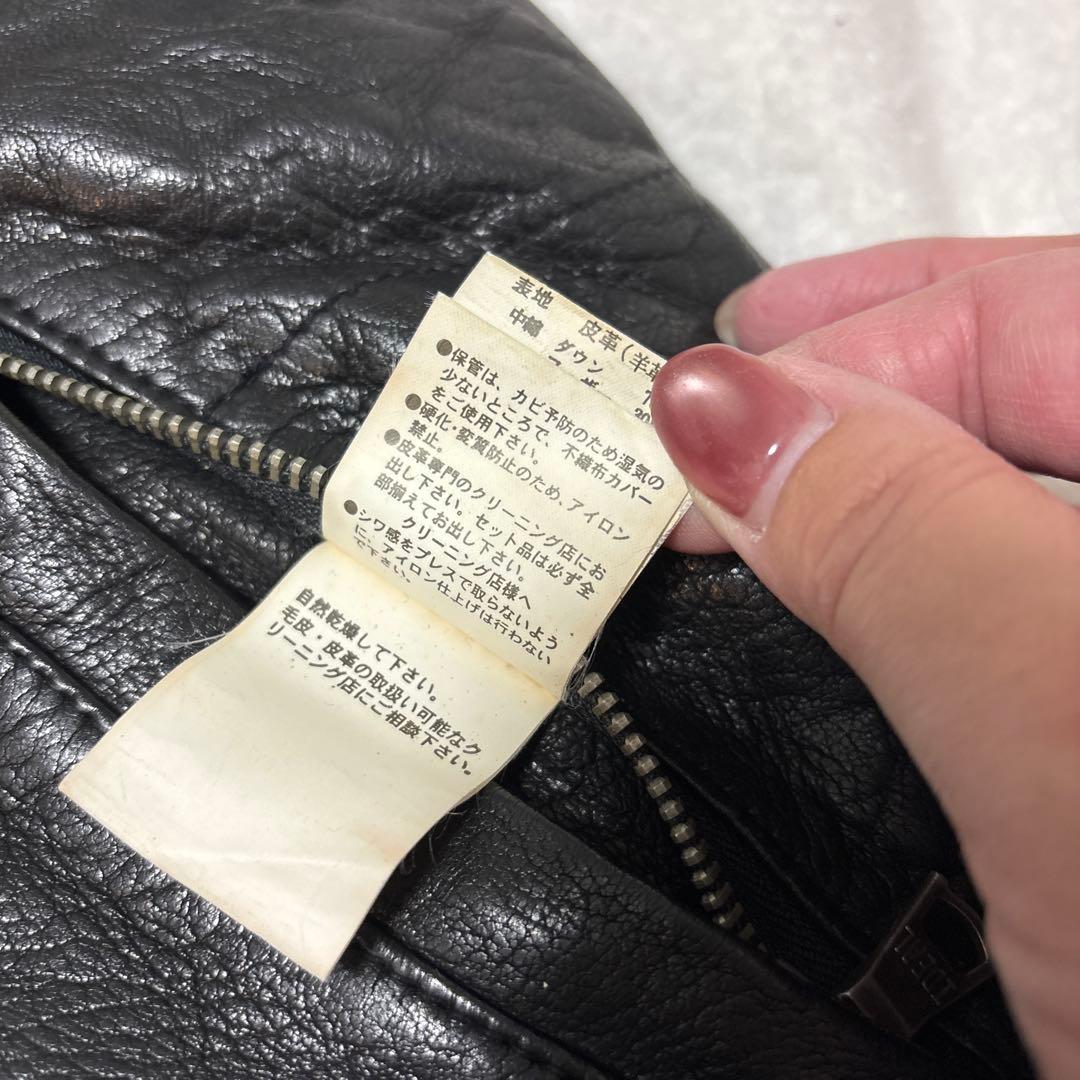 表地 皮革(羊革
中綿 ダウン
●保管は、カビ予防のため湿気の
少ないところで、不織布カバー
をご使用下さい。
●硬化・変質防止のため、アイロン
禁止。
●皮革専門のクリーニング店にお
出し下さい。セット品は必ず全
部揃えてお出し下さい。
クリーニング店様へ
●シワ感をプレスで取らないよう
に、アイロン仕上げは行わない
で下さい。
自然乾燥して下さい。
毛皮・皮革の取扱い可能なク
リーニング店にご相談下さい。